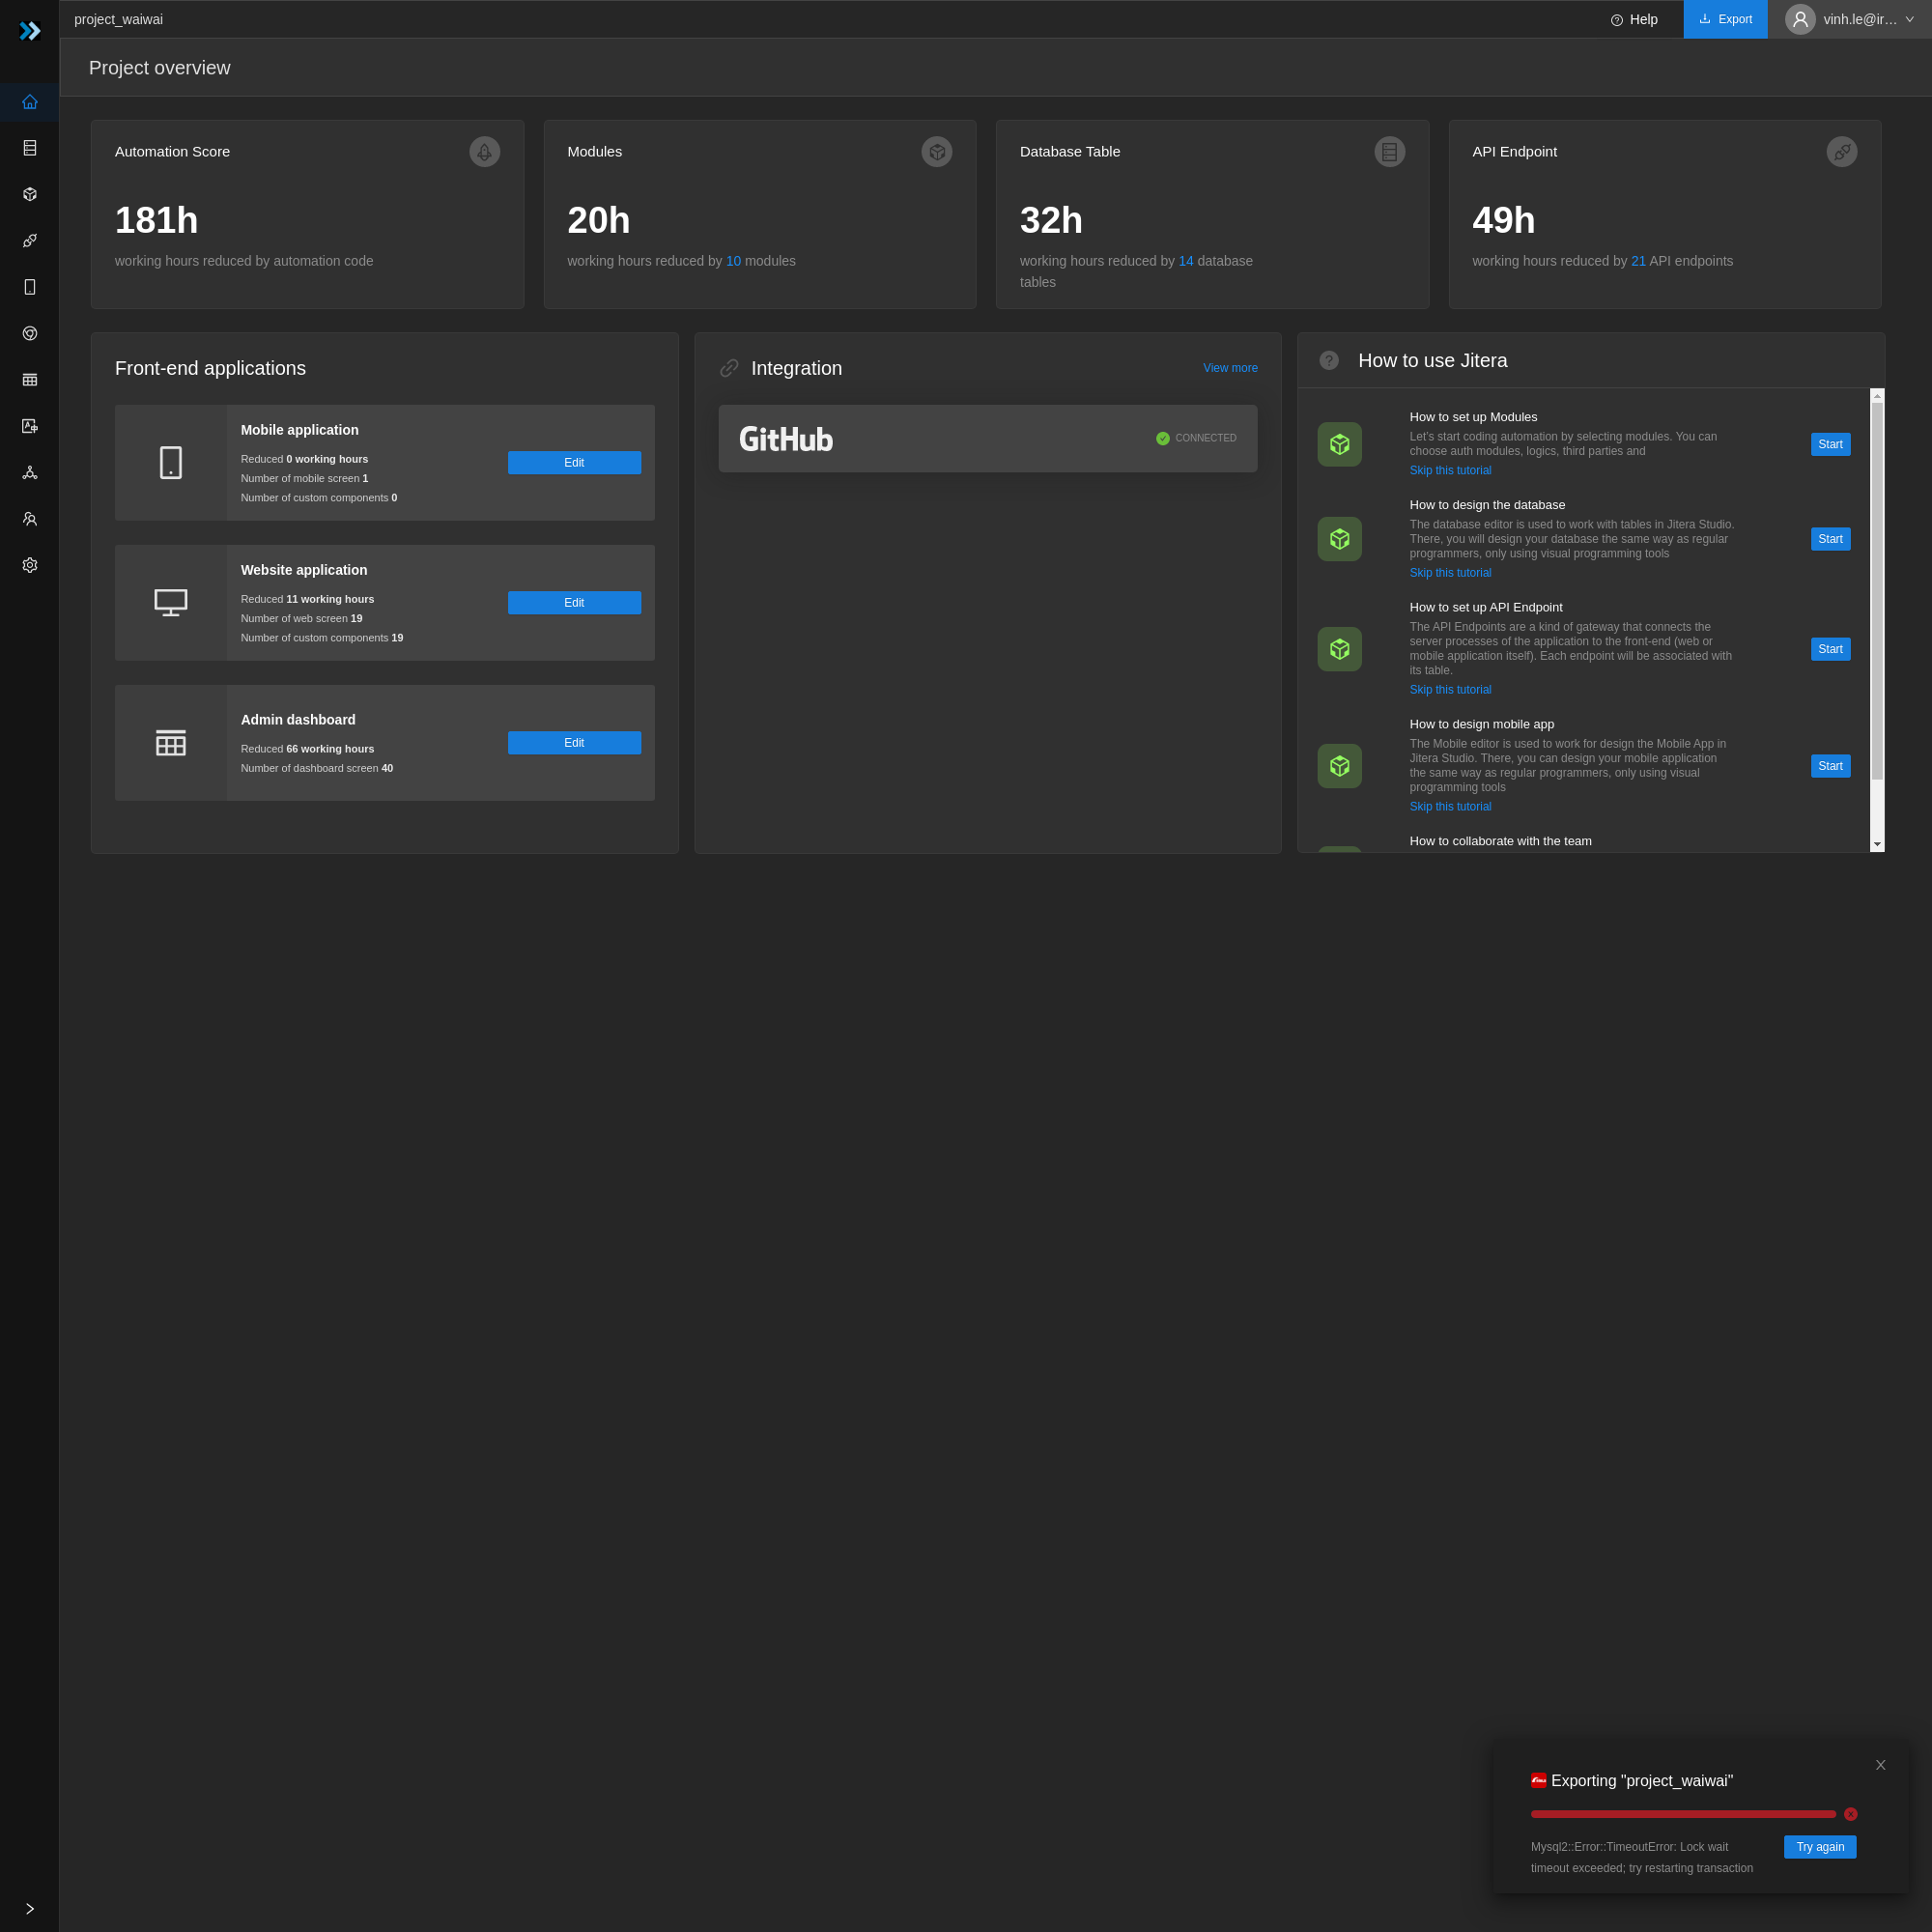 project_waiwai
Help
Export
vinh.le@ir…
Project overview
Automation Score
181h
working hours reduced by automation code
Modules
20h
working hours reduced by 10 modules
Database Table
32h
working hours reduced by 14 database
tables
API Endpoint
49h
working hours reduced by 21 API endpoints
Front-end applications
Mobile application
Reduced 0 working hours
Number of mobile screen 1
Number of custom components 0
Edit
Website application
Reduced 11 working hours
Number of web screen 19
Number of custom components 19
Edit
Admin dashboard
Reduced 66 working hours
Number of dashboard screen 40
Edit
Integration
View more
GitHub
CONNECTED
How to use Jitera
How to set up Modules
Let's start coding automation by selecting modules. You can
choose auth modules, logics, third parties and
Skip this tutorial
Start
How to design the database
The database editor is used to work with tables in Jitera Studio.
There, you will design your database the same way as regular
programmers, only using visual programming tools
Skip this tutorial
Start
How to set up API Endpoint
The API Endpoints are a kind of gateway that connects the
server processes of the application to the front-end (web or
mobile application itself). Each endpoint will be associated with
its table.
Skip this tutorial
Start
How to design mobile app
The Mobile editor is used to work for design the Mobile App in
Jitera Studio. There, you can design your mobile application
the same way as regular programmers, only using visual
programming tools
Skip this tutorial
Start
How to collaborate with the team
Exporting "project_waiwai"
Mysql2::Error::TimeoutError: Lock wait
timeout exceeded; try restarting transaction
Try again